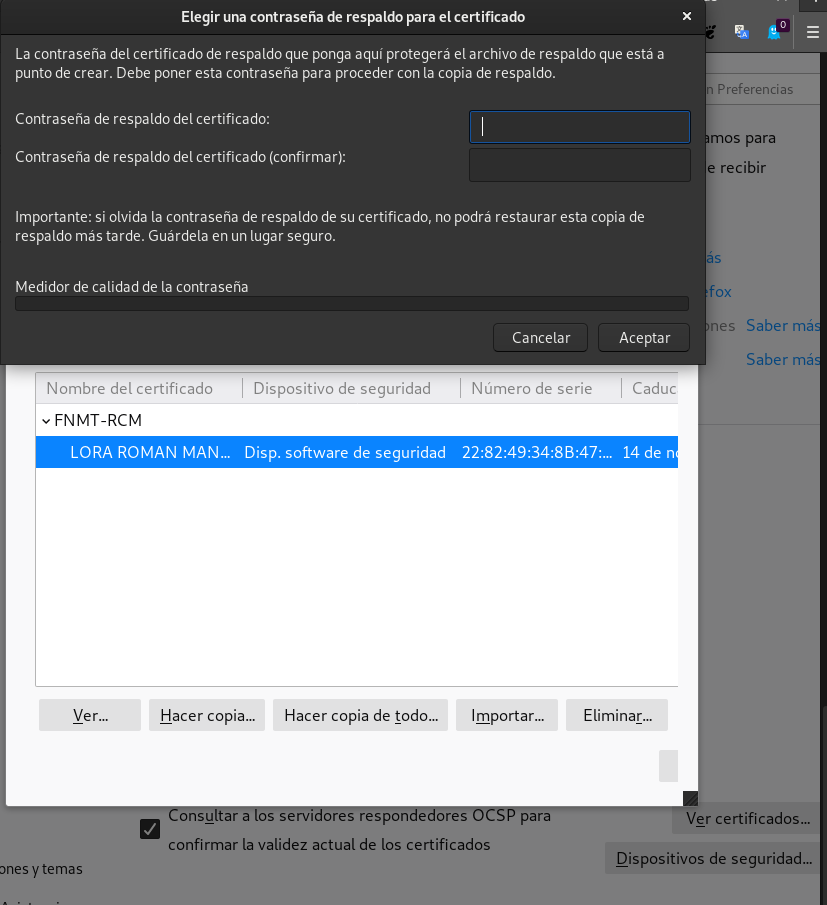 Elegir una contraseña de respaldo para el certificado
0
La contraseña del certificado de respaldo que ponga aquí protegerá el archivo de respaldo que está a
punto de crear. Debe poner esta contraseña para proceder con la copia de respaldo.
n Preferencias
Contraseña de respaldo del certificado:
amos para
Contraseña de respaldo del certificado (confirmar):
e recibir
Importante: si olvida la contraseña de respaldo de su certificado, no podrá restaurar esta copia de
respaldo más tarde. Guárdela en un lugar seguro.
ás
Medidor de calidad de la contraseña
efox
ones Saber más
Cancelar Aceptar
Saber más
Nombre del certificado Dispositivo de seguridad Número de serie Caduc
FNMT-RCM
LORA ROMAN MAN... Disp. software de seguridad 22:82:49:34:8B:47:... 14 de no
Ver... Hacer copia... Hacer copia de todo... Importar... Eliminar...
Consultar a los servidores respondedores OCSP para
confirmar la validez actual de los certificados
Ver certificados...
Dispositivos de seguridad...
ones y temas